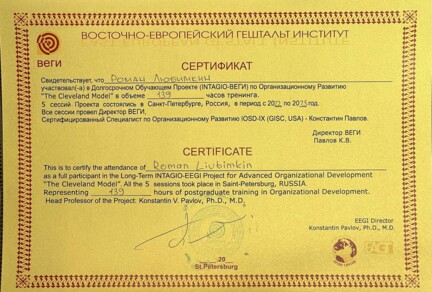 ВОСТОЧНО-ЕВРОПЕЙСКИЙ ГЕШТАЛЬТ ИНСТИТУТ
веги
СЕРТИФИКАТ
Свидетельствует, что Роман Любимкин
участвовал(-а) в Долгосрочном Обучающем Проекте (INTAGIO-ВЕГИ) по Организационному Развитию
"The Cleveland Model" в объеме 139 часов тренинга.
5 сессий Проекта состоялись в Санкт-Петербурге, Россия, в период с 20 по 20 год.
Все сессии провел Директор ВЕГИ,
Сертифицированный Специалист по Организационному Развитию IOSD-IX (GISC, USA) - Константин Павлов.
Директор ВЕГИ
Павлов К.В.
CERTIFICATE
This is to certify the attendance of Roman Liubimkin
as a full participant in the Long-Term INTAGIO-EEGI Project for Advanced Organizational Development
"The Cleveland Model". All the 5 sessions took place in Saint-Petersburg, RUSSIA.
Representing 139 hours of postgraduate training in Organizational Development.
Head Professor of the Project: Konstantin V. Pavlov, Ph.D., M.D.
EEGI Director
Konstantin Pavlov, Ph.D., M.D.
EAGT
20
St.Petersburg